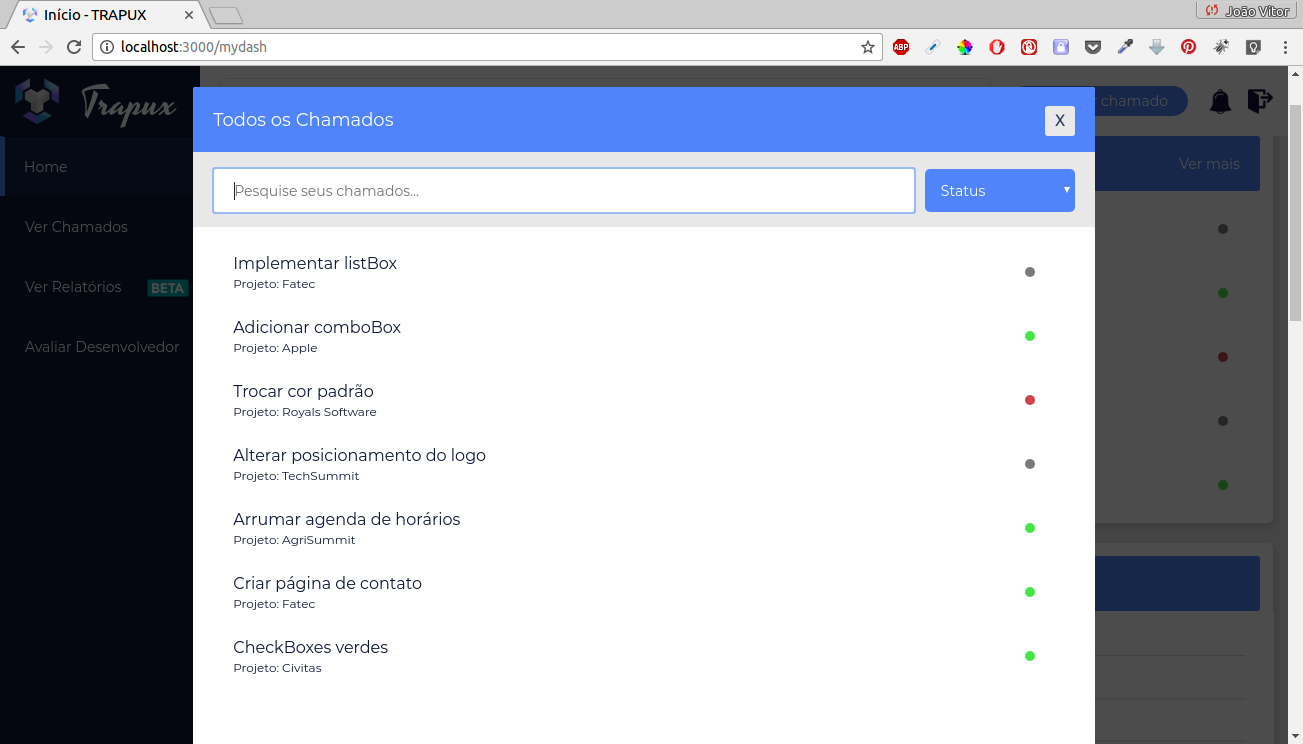 Início - TRAPUX
João Vitor
localhost:3000/mydash
ABP
Trapux
chamado
Todos os Chamados
X
Home
Ver mais
Pesquise seus chamados...
Status
Ver Chamados
Implementar listBox
Projeto: Fatec
Ver Relatórios BETA
Adicionar comboBox
Projeto: Apple
Avaliar Desenvolvedor
Trocar cor padrão
Projeto: Royals Software
Alterar posicionamento do logo
Projeto: TechSummit
Arrumar agenda de horários
Projeto: AgriSummit
Criar página de contato
Projeto: Fatec
CheckBoxes verdes
Projeto: Civitas